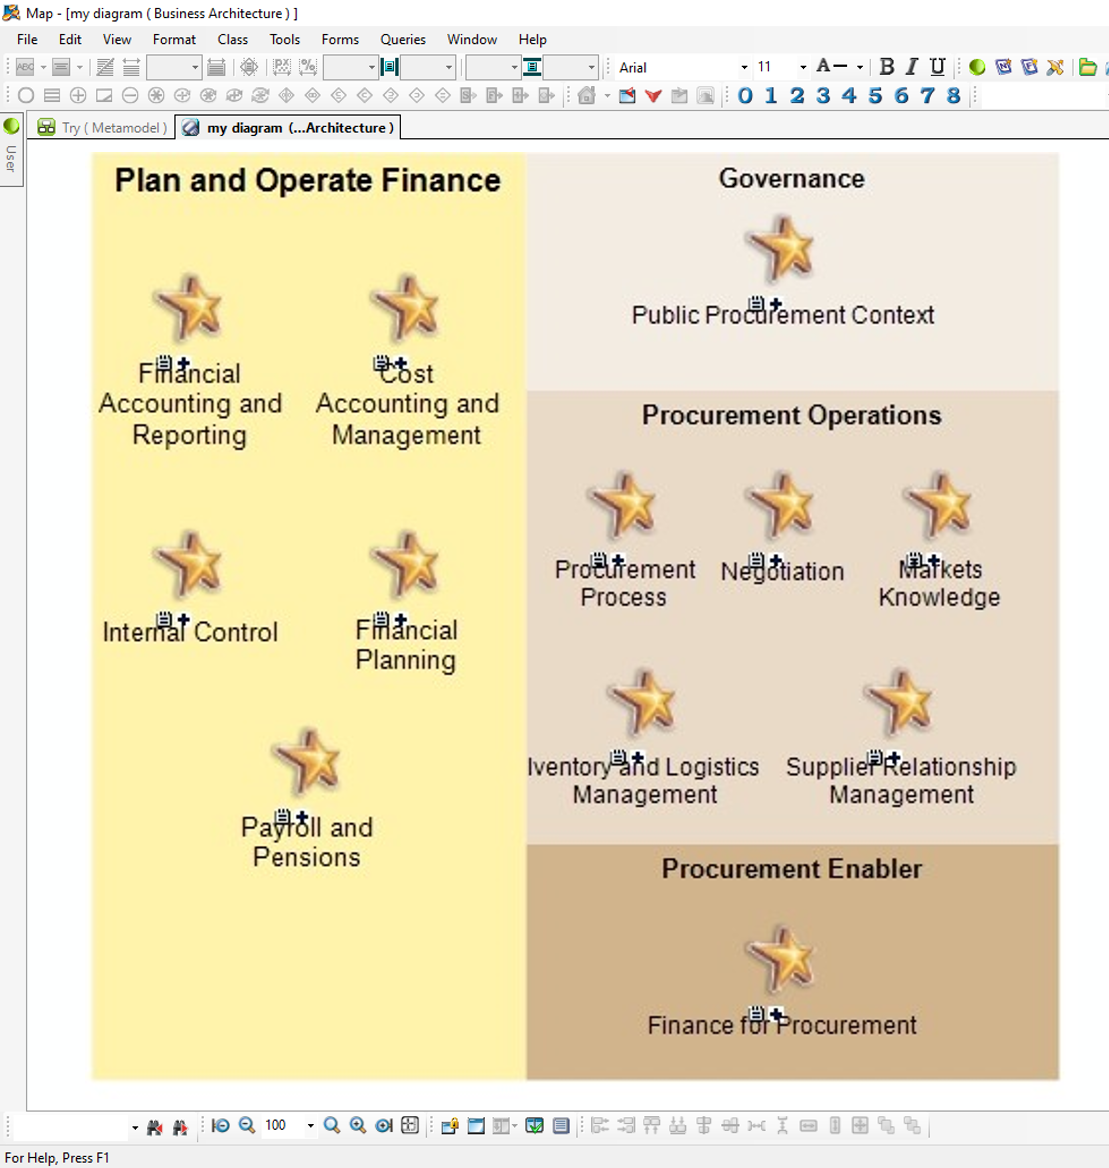 Map - [my diagram ( Business Architecture ) ]
File Edit View Format Class Tools Forms Queries Window Help
ABC Arial 11 A B I U
0 1 2 3 4 5 6 7 8
Try ( Metamodel ) my diagram (...Architecture )
User
Plan and Operate Finance
Financial
Accounting and
Reporting
Cost
Accounting and
Management
Internal Control
Financial
Planning
Payroll and
Pensions
Governance
Public Procurement Context
Procurement Operations
Procurement
Process
Negotiation
Markets
Knowledge
Iventory and Logistics
Management
Supplier Relationship
Management
Procurement Enabler
Finance for Procurement
100
For Help, Press F1